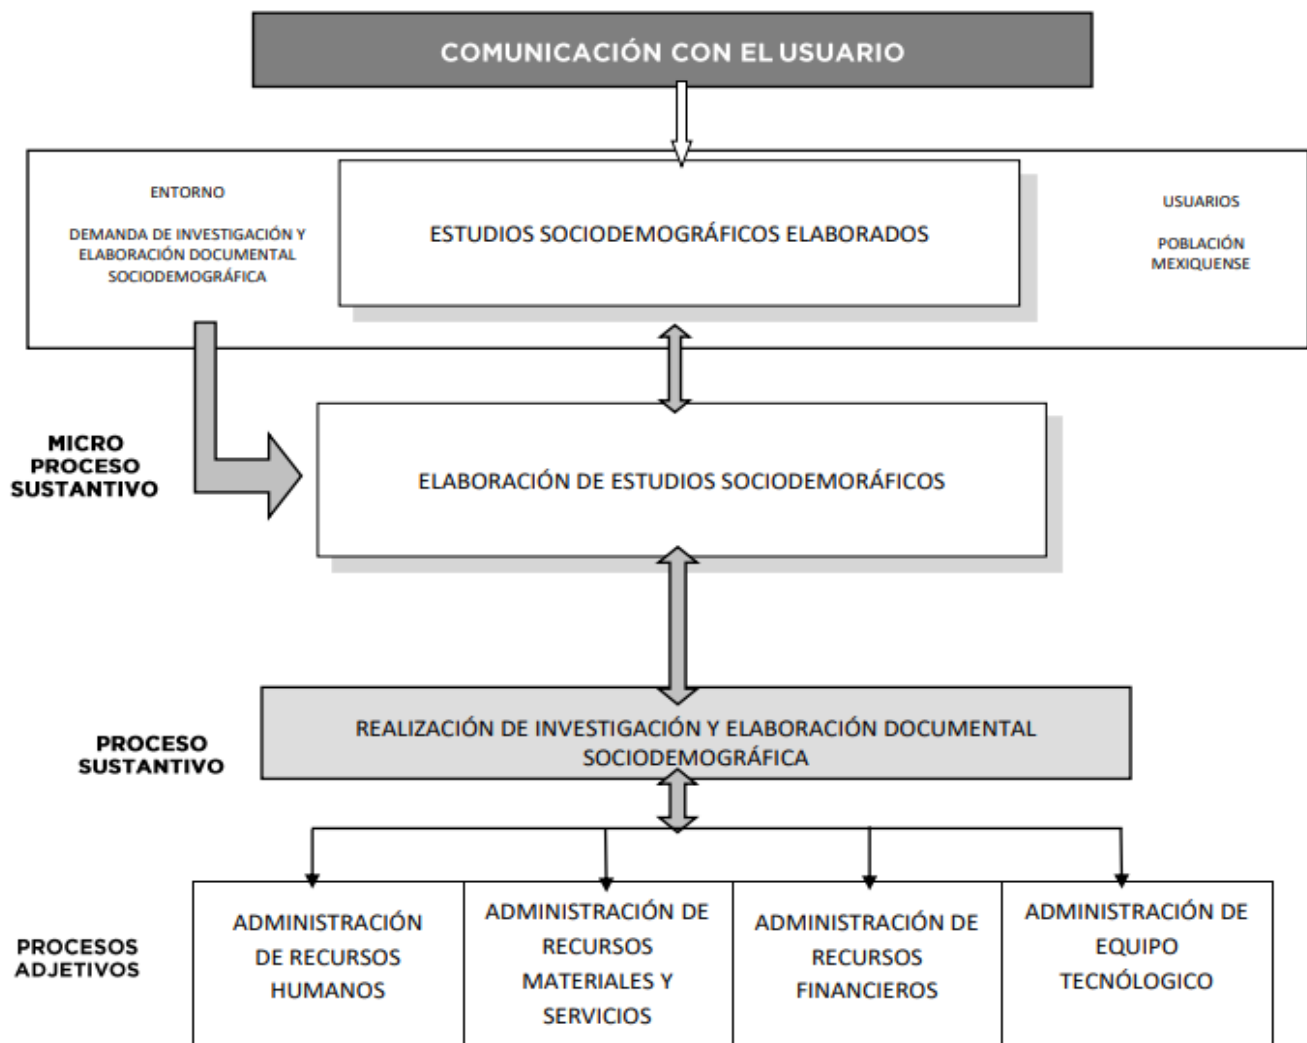 COMUNICACIÓN CON EL USUARIO
ENTORNO
DEMANDA DE INVESTIGACIÓN Y
ELABORACIÓN DOCUMENTAL
SOCIODEMOGRÁFICA
ESTUDIOS SOCIODEMOGRÁFICOS ELABORADOS
USUARIOS
POBLACIÓN
MEXIQUENSE
MICRO
PROCESO
SUSTANTIVO
ELABORACIÓN DE ESTUDIOS SOCIODEMORÁFICOS
PROCESO
SUSTANTIVO
REALIZACIÓN DE INVESTIGACIÓN Y ELABORACIÓN DOCUMENTAL
SOCIODEMOGRÁFICA
PROCESOS
ADJETIVOS
ADMINISTRACIÓN
DE RECURSOS
HUMANOS
ADMINISTRACIÓN DE
RECURSOS
MATERIALES Y
SERVICIOS
ADMINISTRACIÓN DE
RECURSOS
FINANCIEROS
ADMINISTRACIÓN DE
EQUIPO
TECNÓLOGICO